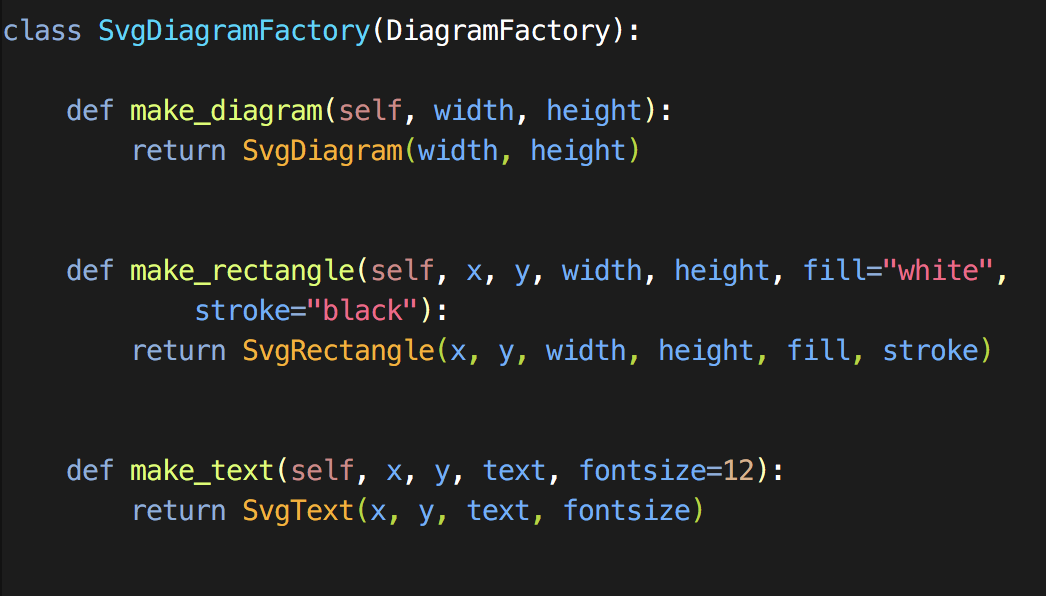 class SvgDiagramFactory(DiagramFactory):
    def make_diagram(self, width, height):
        return SvgDiagram(width, height)
    def make_rectangle(self, x, y, width, height, fill="white",
            stroke="black"):
        return SvgRectangle(x, y, width, height, fill, stroke)
    def make_text(self, x, y, text, fontsize=12):
        return SvgText(x, y, text, fontsize)